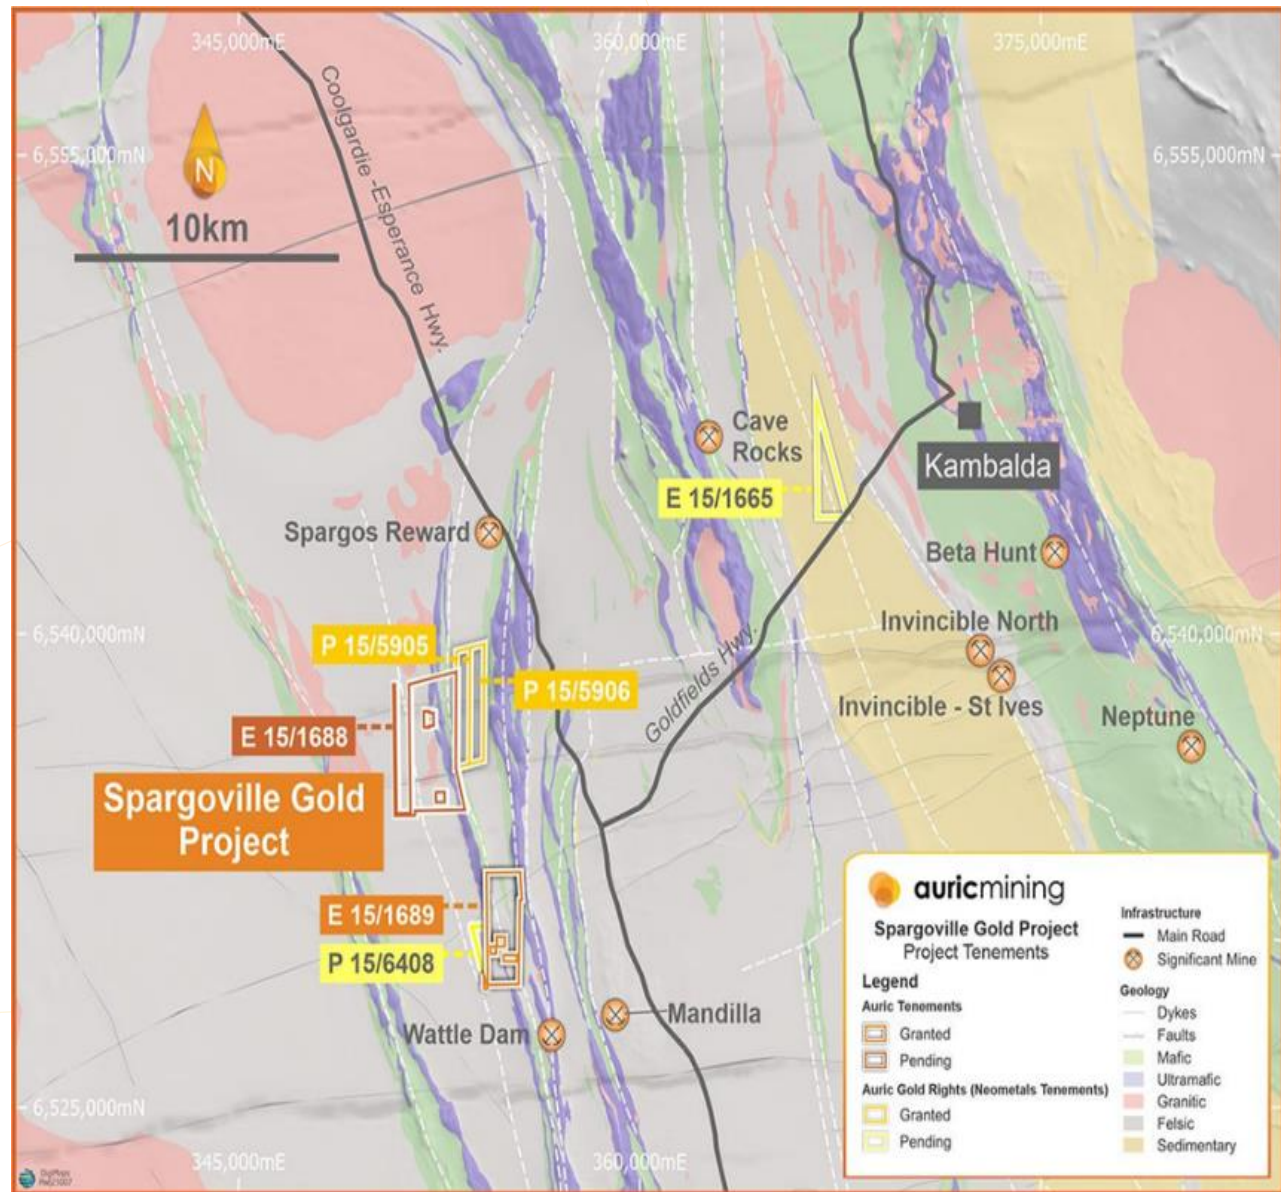 345,000mE
360,000mE
375,000mE
6,555,000mN
6,555,000mN
N
10km
Coolgardie -Esperance Hwy.
Cave
Rocks
Kambalda
E 15/1665
Spargos Reward
Beta Hunt
Invincible North
6,540,000mN
6,540,000mN
P 15/5905
P 15/5906
Goldfields Hwy.
Invincible - St Ives
Neptune
E 15/1688
Spargoville Gold
Project
E 15/1689
P 15/6408
Mandilla
Wattle Dam
6,525,000mN
345,000mE
360,000mE
auricmining
Spargoville Gold Project
Project Tenements
Legend
Auric Tenements
Granted
Pending
Auric Gold Rights (Neometals Tenements)
Granted
Pending
Infrastructure
Main Road
Significant Mine
Geology
Dykes
Faults
Mafic
Ultramafic
Granitic
Felsic
Sedimentary